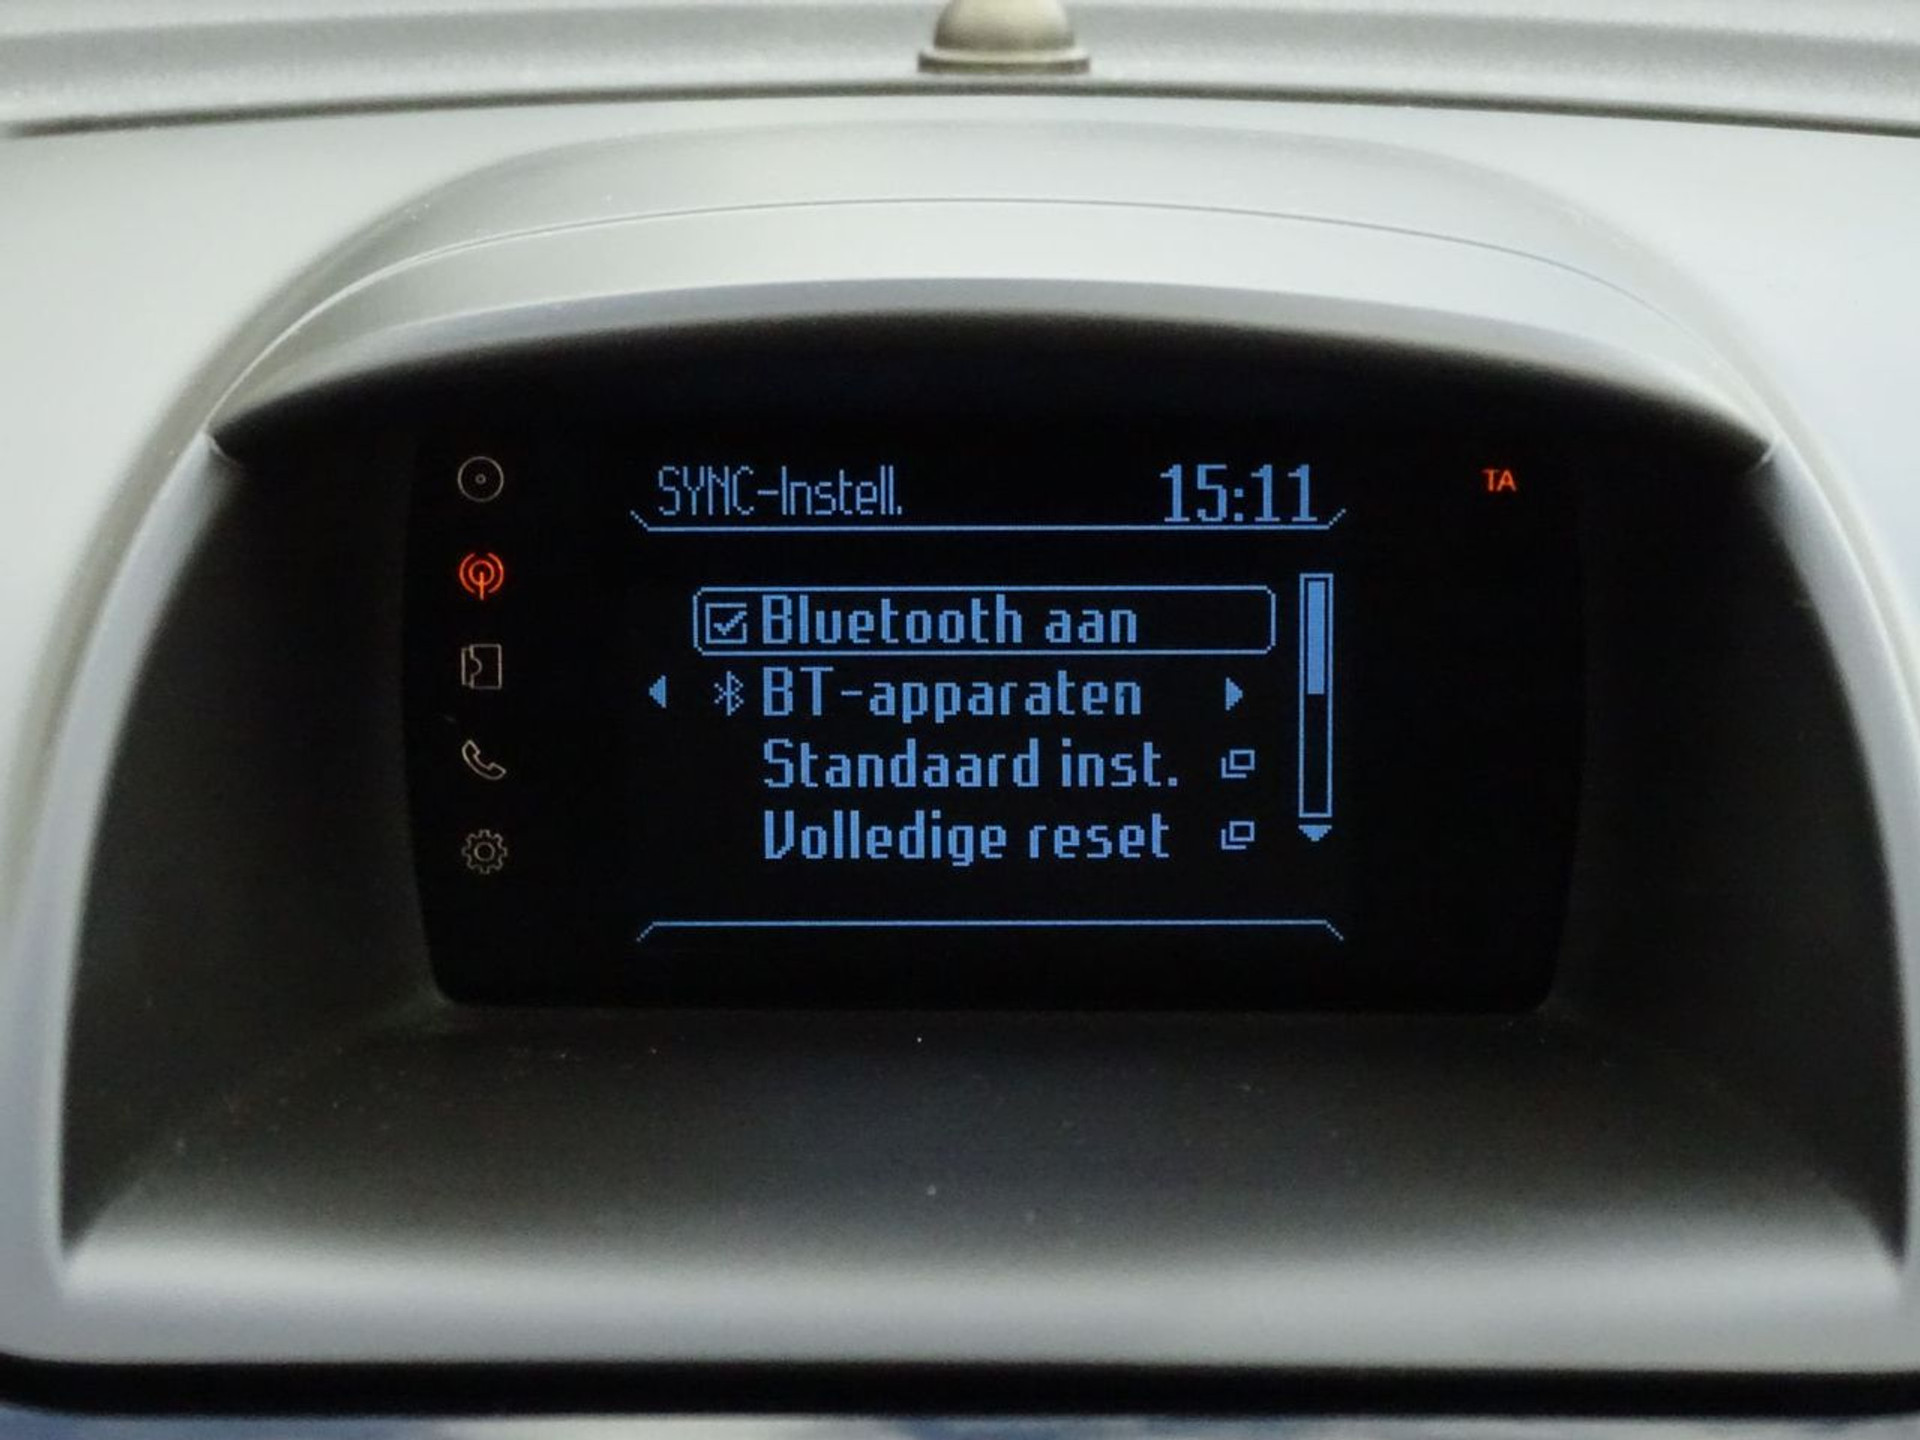 SYNC-Instell. 15:11 TA
Bluetooth aan
BT-apparaten
Standaard inst.
Volledige reset